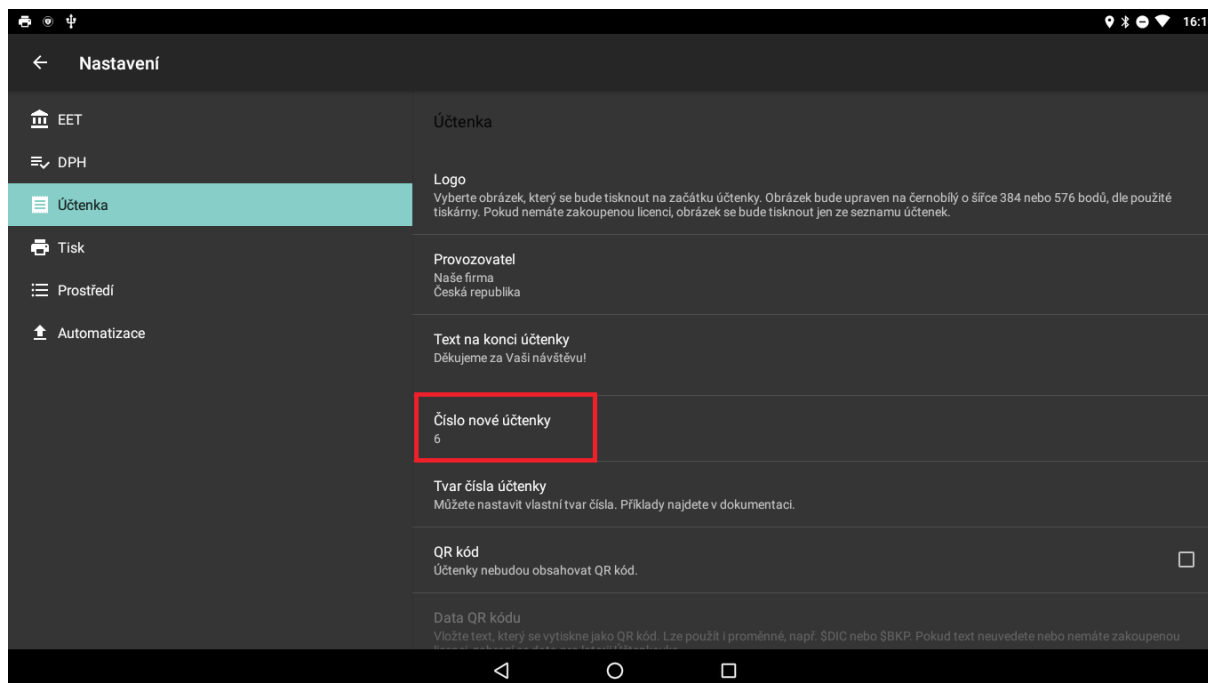 16:1
Nastavení
EET
DPH
Účtenka
Tisk
Prostředí
Automatizace
Účtenka
Logo
Vyberte obrázek, který se bude tisknout na začátku účtenky. Obrázek bude upraven na černobílý o šířce 384 nebo 576 bodů, dle použité
tiskárny. Pokud nemáte zakoupenou licenci, obrázek se bude tisknout jen ze seznamu účtenek.
Provozovatel
Naše firma
Česká republika
Text na konci účtenky
Děkujeme za Vaši návštěvu!
Číslo nové účtenky
6
Tvar čísla účtenky
Můžete nastavit vlastní tvar čísla. Příklady najdete v dokumentaci.
QR kód
Účtenky nebudou obsahovat QR kód.
Data QR kódu
Vložte text, který se vytiskne jako QR kód. Lze použít i proměnné, např. $DIC nebo $BKP. Pokud text neuvedete nebo nemáte zakoupenou